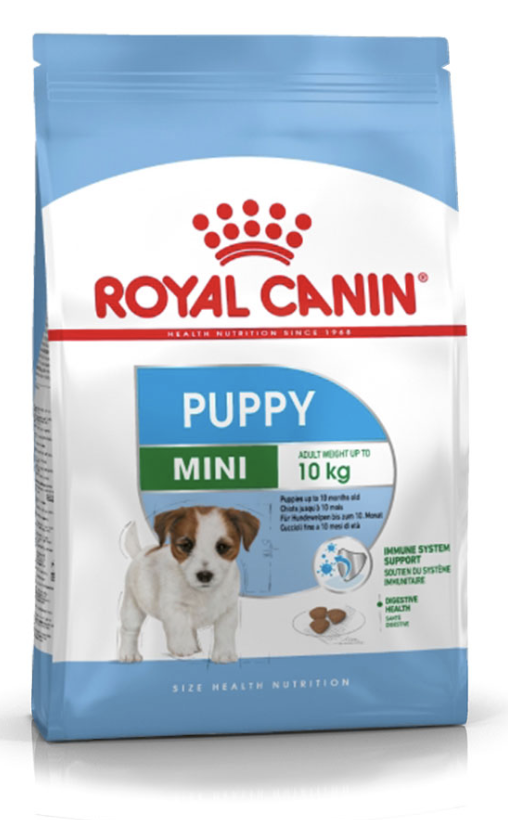 ROYAL CANIN®
HEALTH NUTRITION SINCE 1968
PUPPY
MINI
ADULT WEIGHT UP TO
10 kg
Puppies up to 10 months old
Chiots jusqu'à 10 mois
Für Hundewelpen bis zum 10. Monat
Cuccioli fino a 10 mesi di età
IMMUNE SYSTEM
SUPPORT
SOUTIEN DU SYSTÈME
IMMUNITAIRE
DIGESTIVE
HEALTH
SANTÉ
DIGESTIVE
SIZE HEALTH NUTRITION